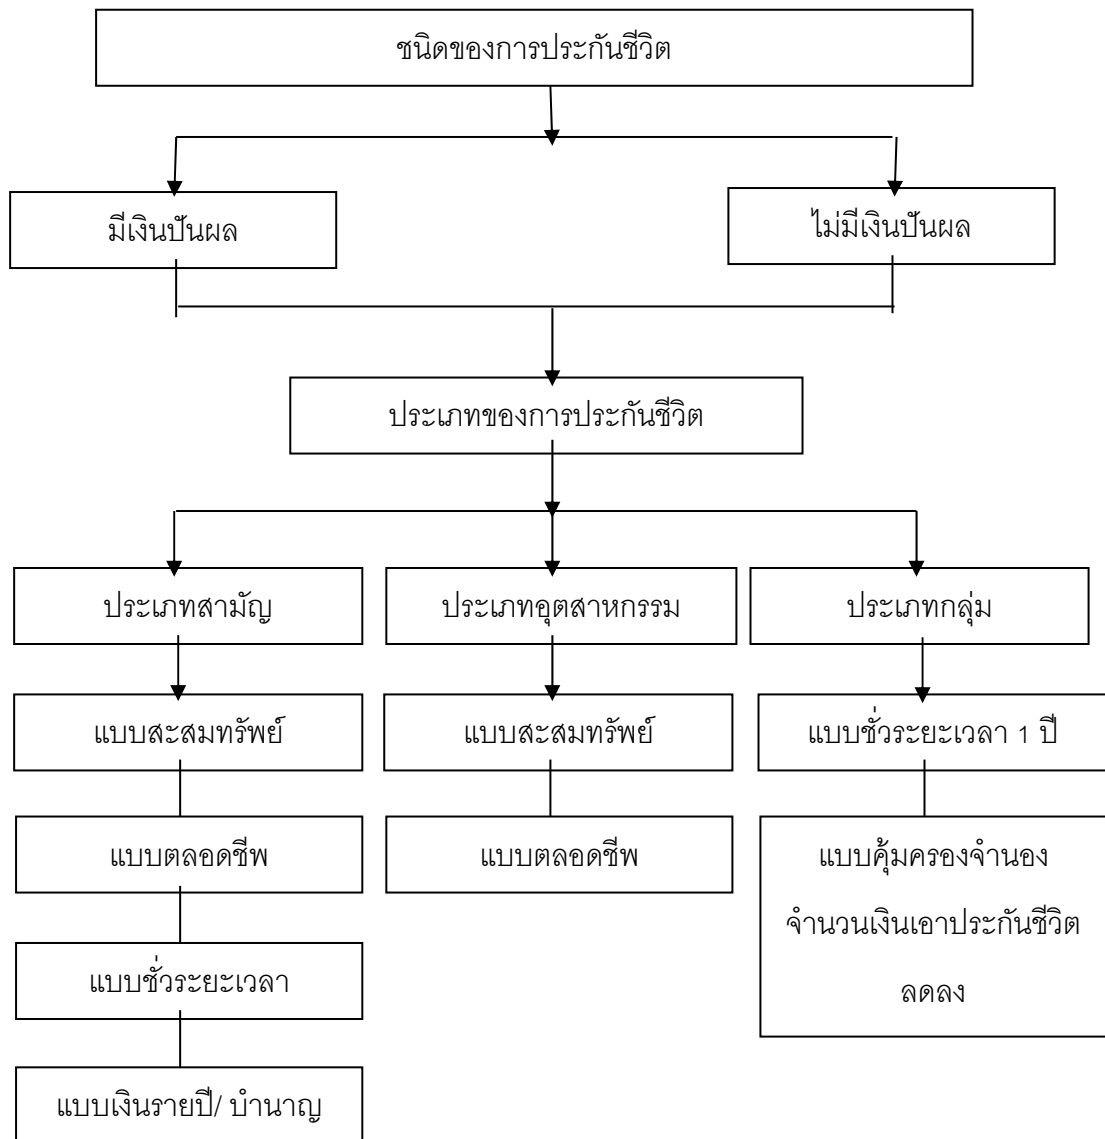 ชนิดของการประกันชีวิต
มีเงินปันผล
ไม่มีเงินปันผล
ประเภทของการประกันชีวิต
ประเภทสามัญ
ประเภทอุตสาหกรรม
ประเภทกลุ่ม
แบบสะสมทรัพย์
แบบสะสมทรัพย์
แบบชั่วระยะเวลา 1 ปี
แบบตลอดชีพ
แบบตลอดชีพ
แบบคุ้มครองจำนอง
จำนวนเงินเอาประกันชีวิต
ลดลง
แบบชั่วระยะเวลา
แบบเงินรายปี/ บำนาญ